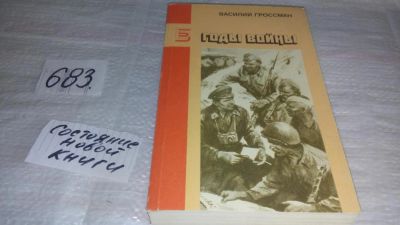 ВАСИЛИЙ ГРОССМАН
ГОДЫ ВОЙНЫ
683.
Состояние
новой
книги